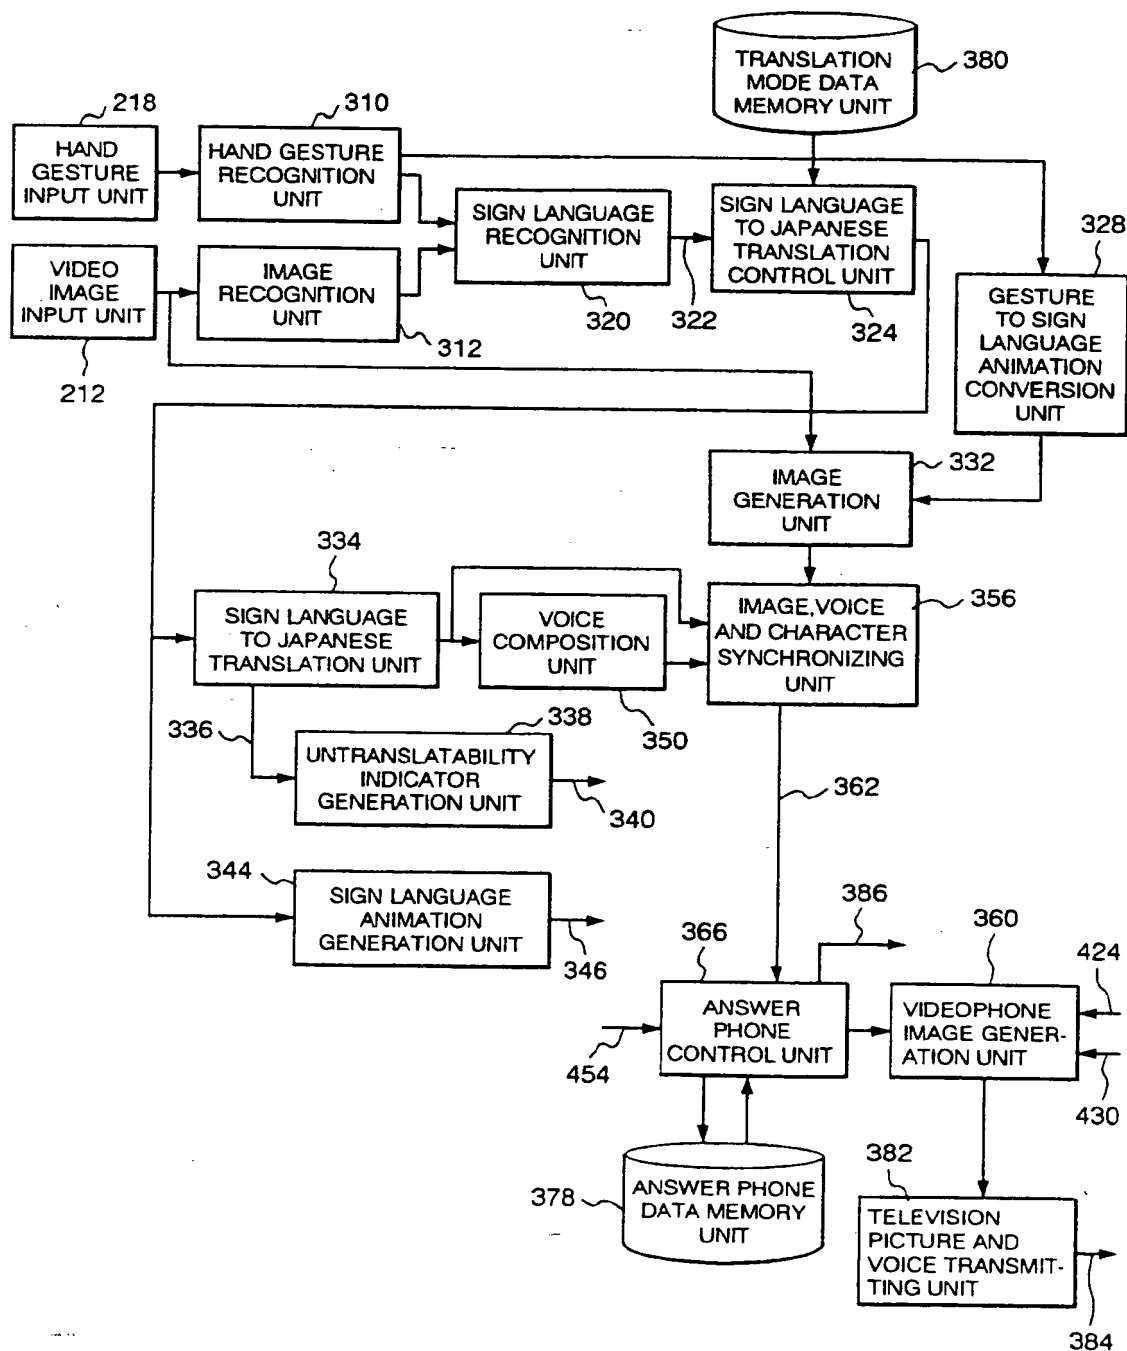 TRANSLATION
MODE DATA
MEMORY UNIT
380
218
HAND
GESTURE
INPUT UNIT
310
HAND GESTURE
RECOGNITION
UNIT
SIGN LANGUAGE
RECOGNITION
UNIT
320
322
SIGN LANGUAGE
TO JAPANESE
TRANSLATION
CONTROL UNIT
324
328
GESTURE
TO SIGN
LANGUAGE
ANIMATION
CONVERSION
UNIT
VIDEO
IMAGE
INPUT UNIT
212
IMAGE
RECOGNITION
UNIT
312
332
IMAGE
GENERATION
UNIT
334
SIGN LANGUAGE
TO JAPANESE
TRANSLATION UNIT
VOICE
COMPOSITION
UNIT
350
IMAGE, VOICE
AND CHARACTER
SYNCHRONIZING
UNIT
356
336
338
UNTRANSLATABILITY
INDICATOR
GENERATION UNIT
340
362
344
SIGN LANGUAGE
ANIMATION
GENERATION UNIT
346
366
386
360
424
ANSWER
PHONE
CONTROL UNIT
454
VIDEOPHONE
IMAGE GENER-
ATION UNIT
430
378
ANSWER PHONE
DATA MEMORY
UNIT
382
TELEVISION
PICTURE AND
VOICE TRANSMIT-
TING UNIT
384